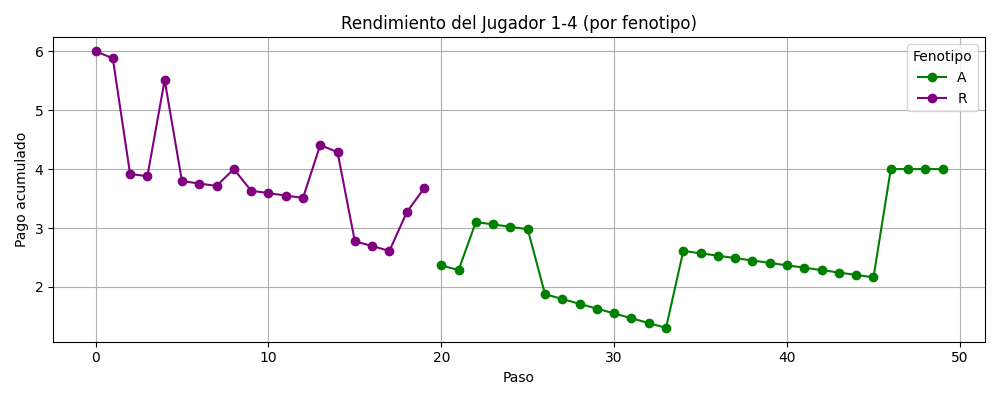 Rendimiento del Jugador 1-4 (por fenotipo)
Pago acumulado
6
5
4
3
2
Fenotipo
A
R
0 10 20 30 40 50
Paso